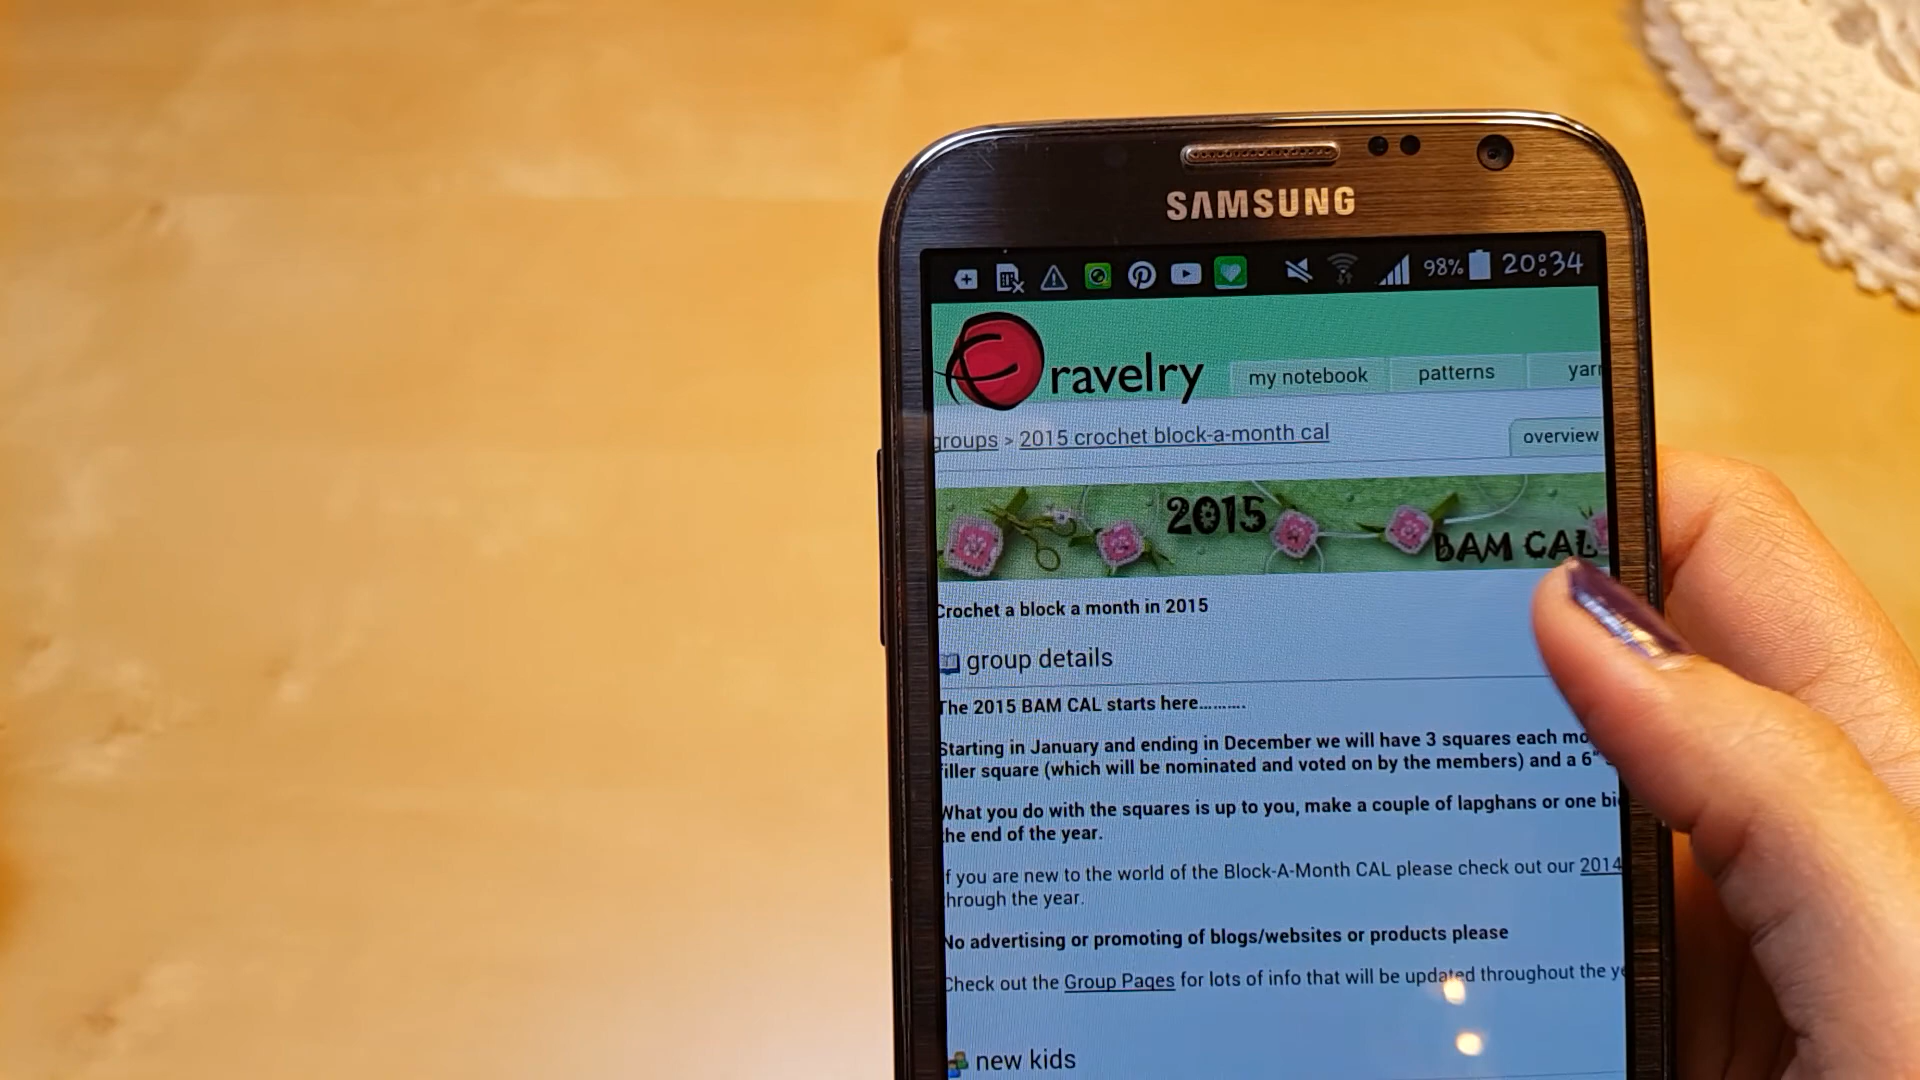 SAMSUNG
98% 20:34
ravelry my notebook patterns
groups > 2015 crochet block-a-month cal overview
2015
BAM CAL
Crochet a block a month in 2015
group details
The 2015 BAM CAL starts here..........
Starting in January and ending in December we will have 3 squares each
iller square (which will be nominated and voted on by the members) and a 6"
What you do with the squares is up to you, make a couple of lapghans or one
the end of the year.
f you are new to the world of the Block-A-Month CAL please check out our 2014
through the year.
No advertising or promoting of blogs/websites or products please
Check out the Group Pages for lots of info that will be updated throughout the
new kids